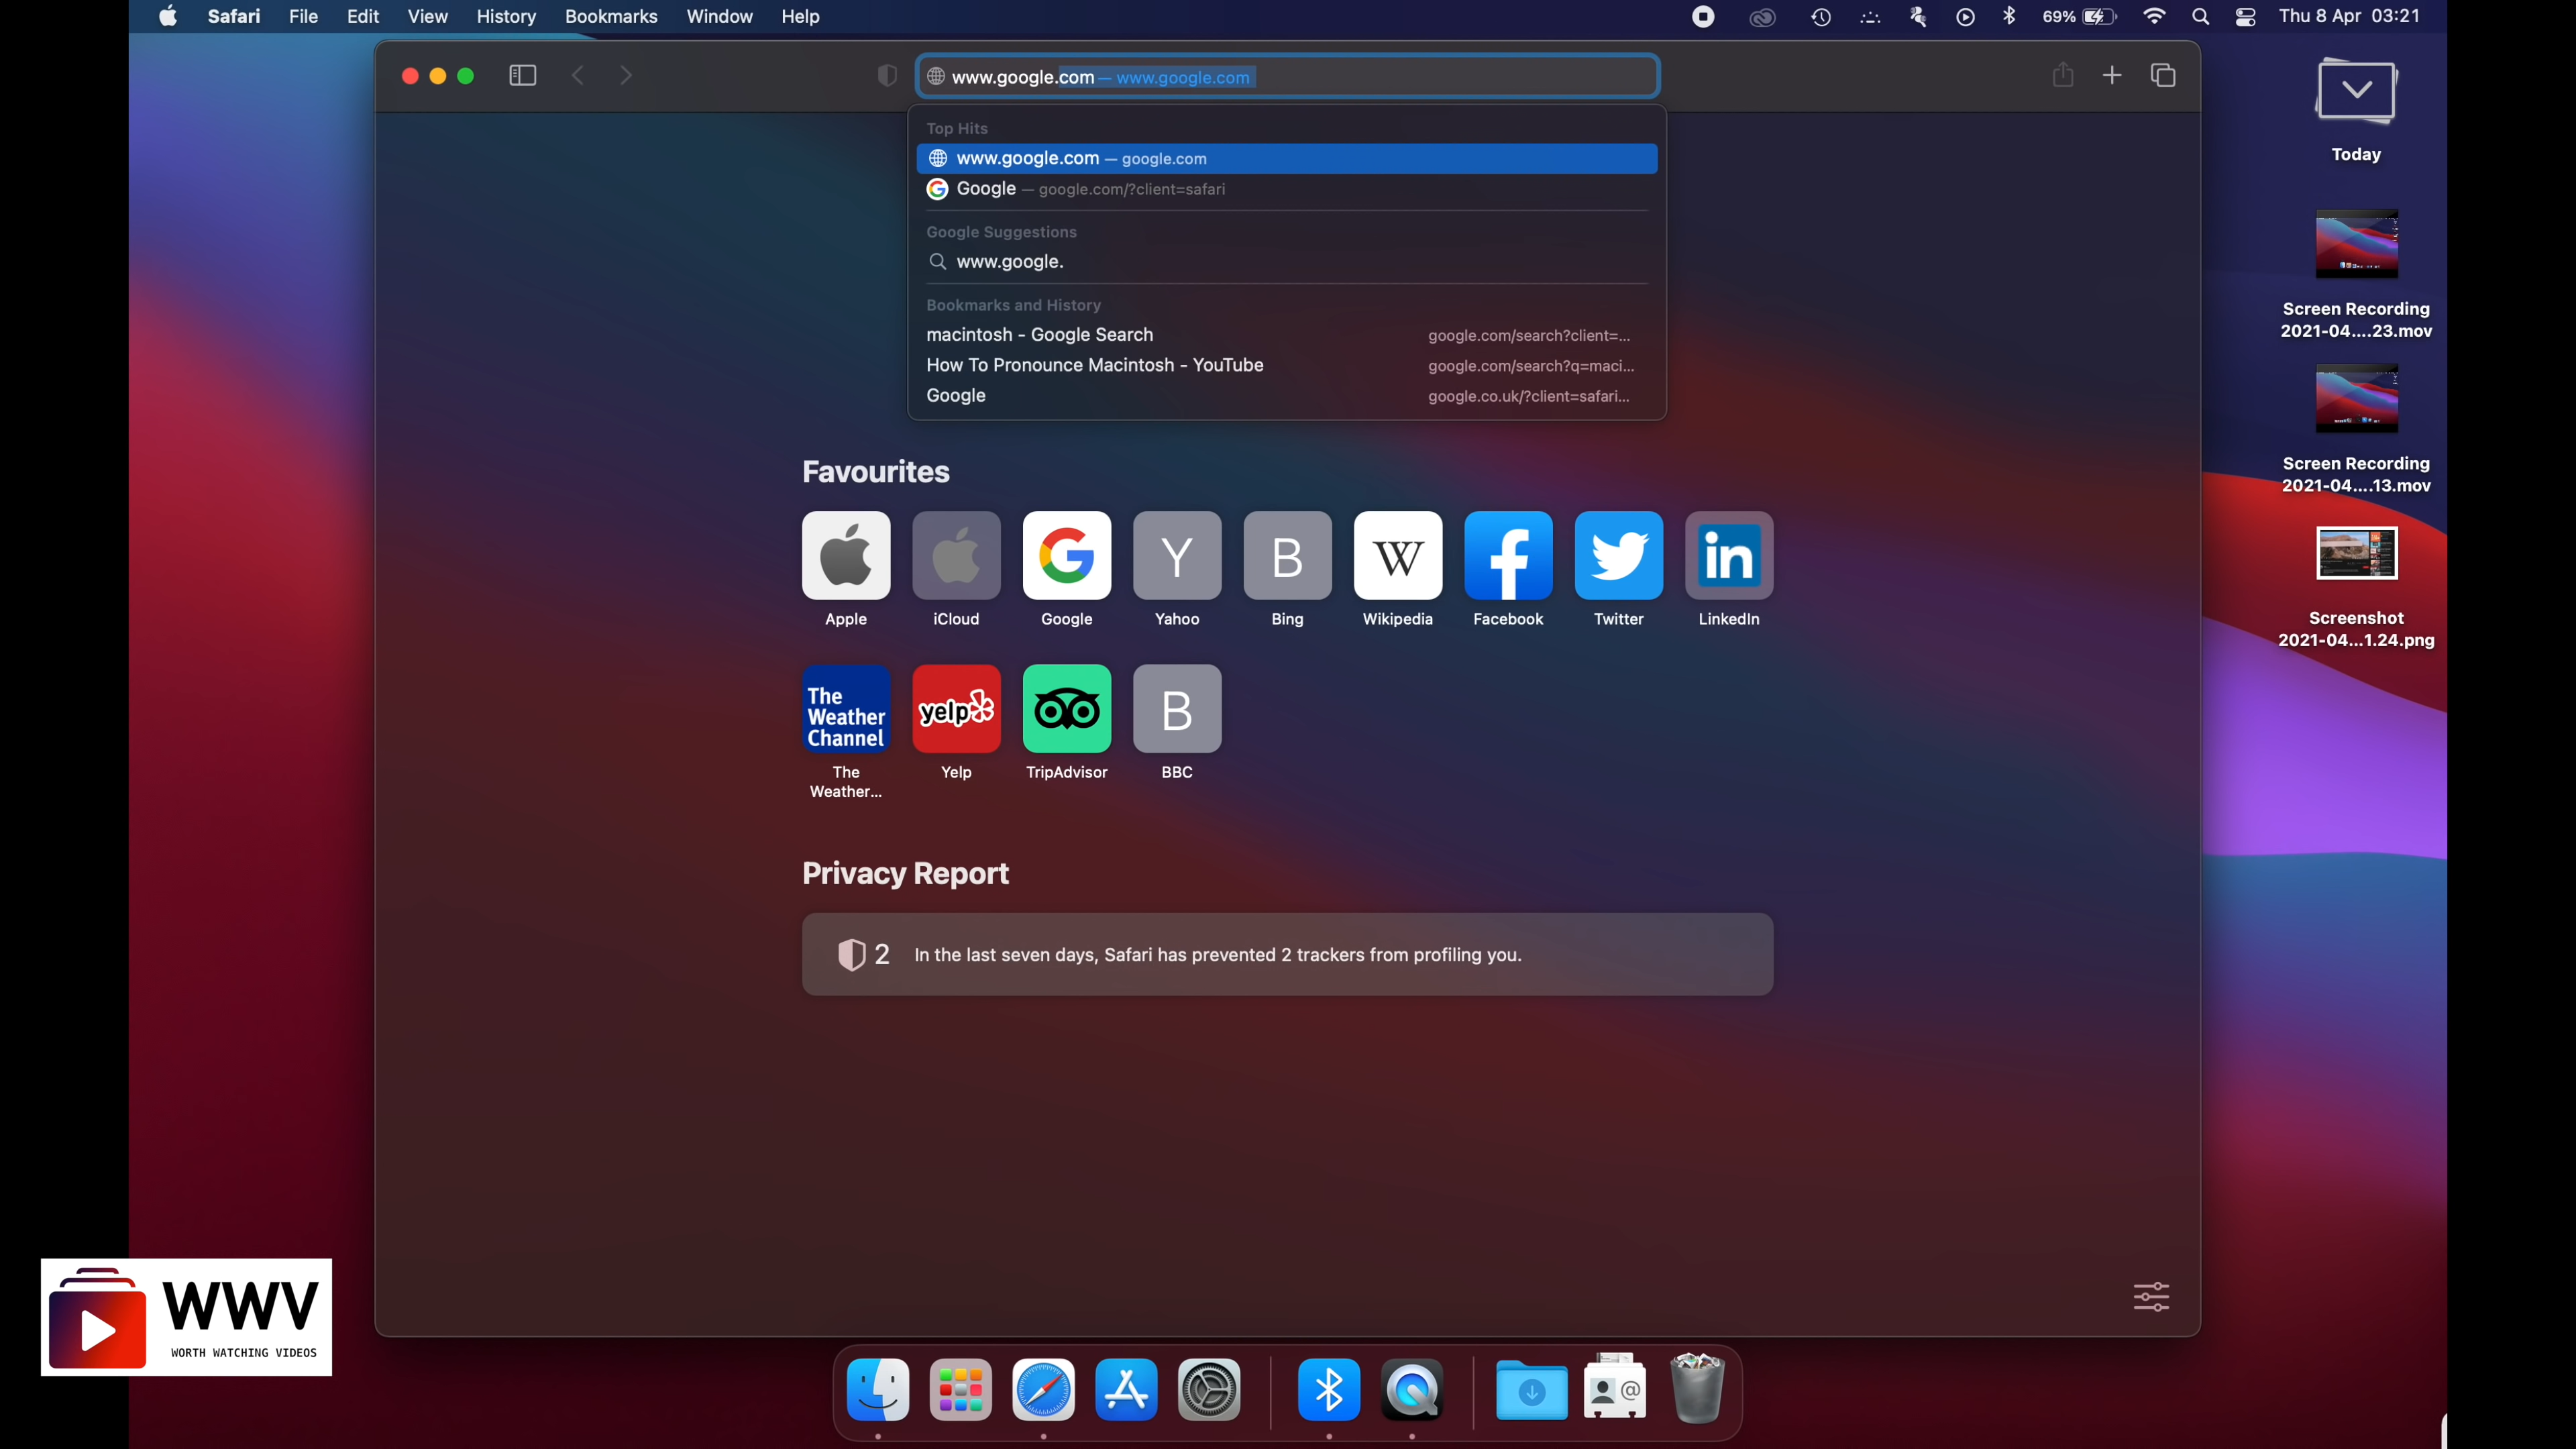 Safari File Edit View History Bookmarks Window Help
69% Thu 8 Apr 03:21
www.google.com — www.google.com
Top Hits
www.google.com — google.com
Google — google.com/?client=safari
Google Suggestions
www.google.
Bookmarks and History
macintosh - Google Search google.com/search?client=...
How To Pronounce Macintosh - YouTube google.com/search?q=maci...
Google google.co.uk/?client=safari...
Favourites
Y B W f in
Apple iCloud Google Yahoo Bing Wikipedia Facebook Twitter LinkedIn
The
Weather
Channel
yelp
B
The
Weather...
Yelp TripAdvisor BBC
Privacy Report
2 In the last seven days, Safari has prevented 2 trackers from profiling you.
Today
Screen Recording
2021-04....23.mov
Screen Recording
2021-04....13.mov
Screenshot
2021-04...1.24.png
WWV
WORTH WATCHING VIDEOS
@